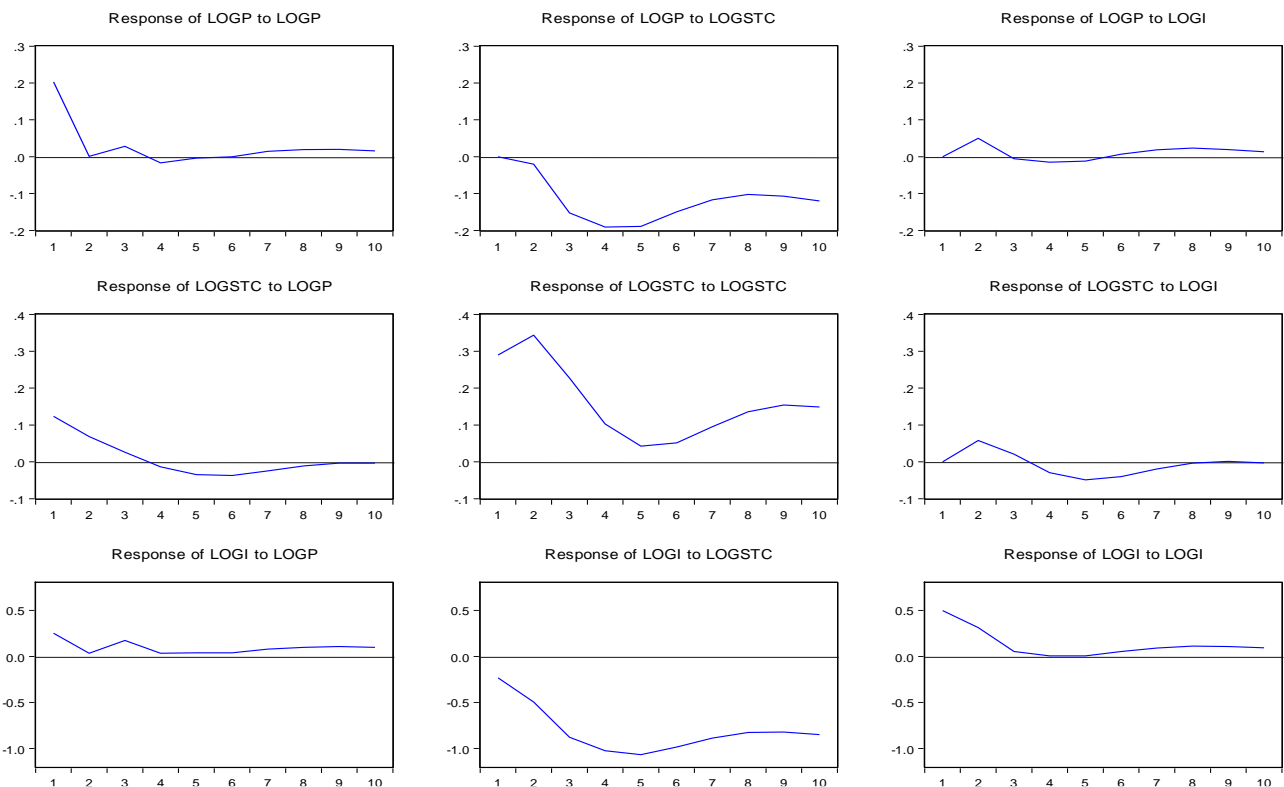 Response of LOGP to LOGP
.3
.2
.1
.0
-.1
-.2
1 2 3 4 5 6 7 8 9 10
Response of LOGP to LOGSTC
.3
.2
.1
.0
-.1
-.2
1 2 3 4 5 6 7 8 9 10
Response of LOGP to LOGI
.3
.2
.1
.0
-.1
-.2
1 2 3 4 5 6 7 8 9 10
Response of LOGSTC to LOGP
.4
.3
.2
.1
.0
-.1
1 2 3 4 5 6 7 8 9 10
Response of LOGSTC to LOGSTC
.4
.3
.2
.1
.0
-.1
1 2 3 4 5 6 7 8 9 10
Response of LOGSTC to LOGI
.4
.3
.2
.1
.0
-.1
1 2 3 4 5 6 7 8 9 10
Response of LOGI to LOGP
0.5
0.0
-0.5
-1.0
1 2 3 4 5 6 7 8 9 10
Response of LOGI to LOGSTC
0.5
0.0
-0.5
-1.0
1 2 3 4 5 6 7 8 9 10
Response of LOGI to LOGI
0.5
0.0
-0.5
-1.0
1 2 3 4 5 6 7 8 9 10